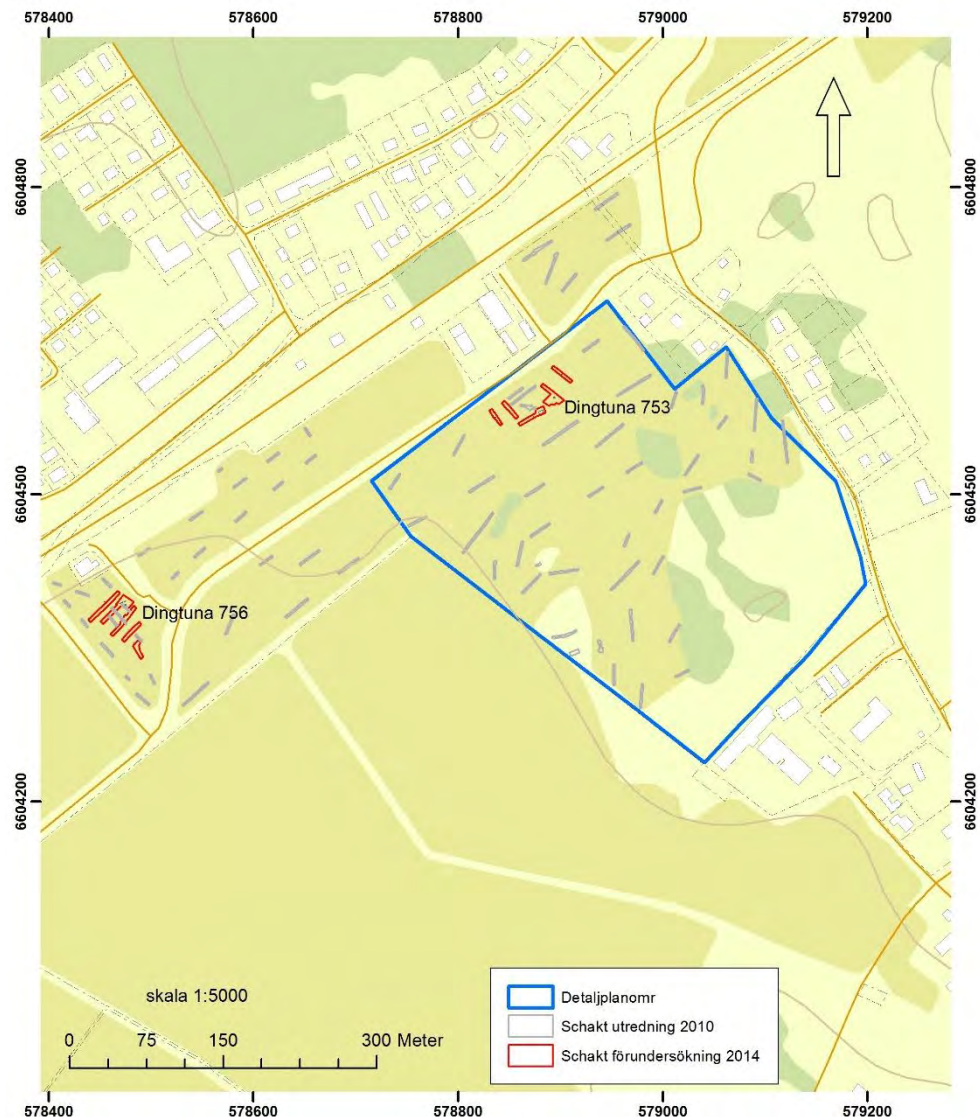 578400 578600 578800 579000 579200
6604800 6604800
Dingtuna 753
6604500 6604500
Dingtuna 756
6604200 6604200
skala 1:5000
0 75 150 300 Meter
Detaljplanområ
Schakt utredning 2010
Schakt förundersökning 2014
578400 578600 578800 579000 579200